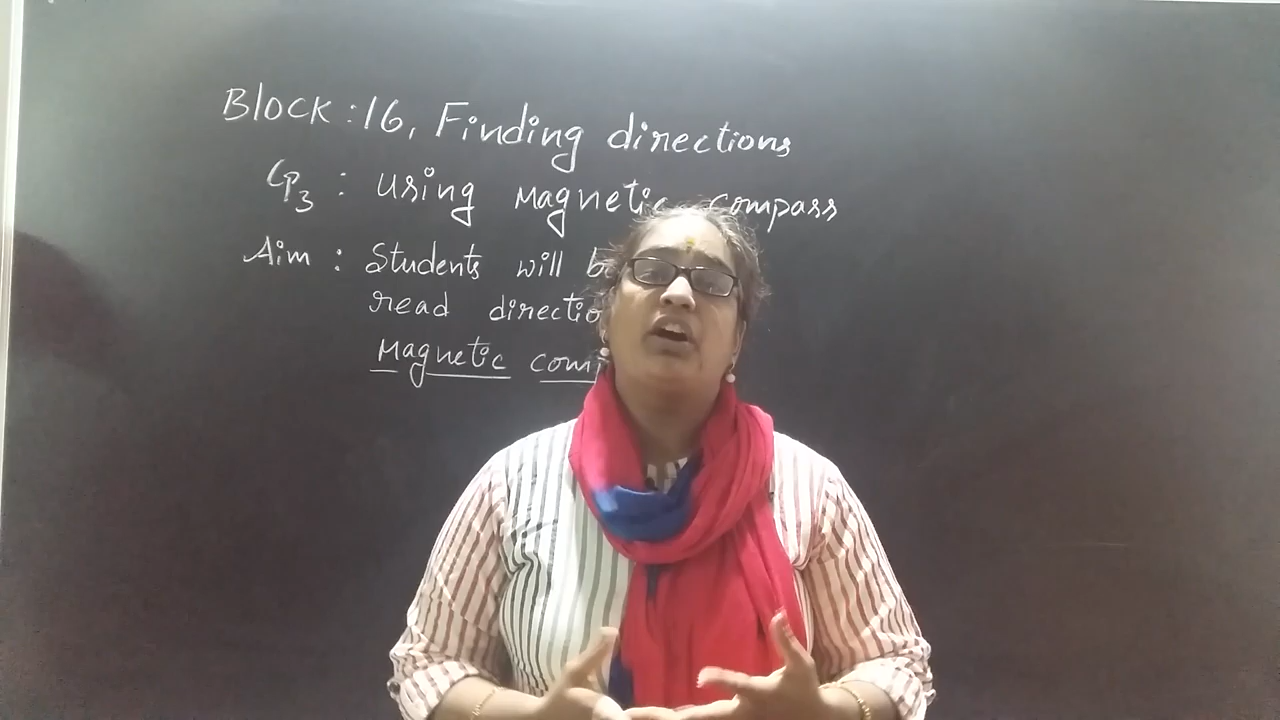 Block : 16, Finding directions
CP3 : Using Magnetic Compass
Aim : Students will
read
Magnetic